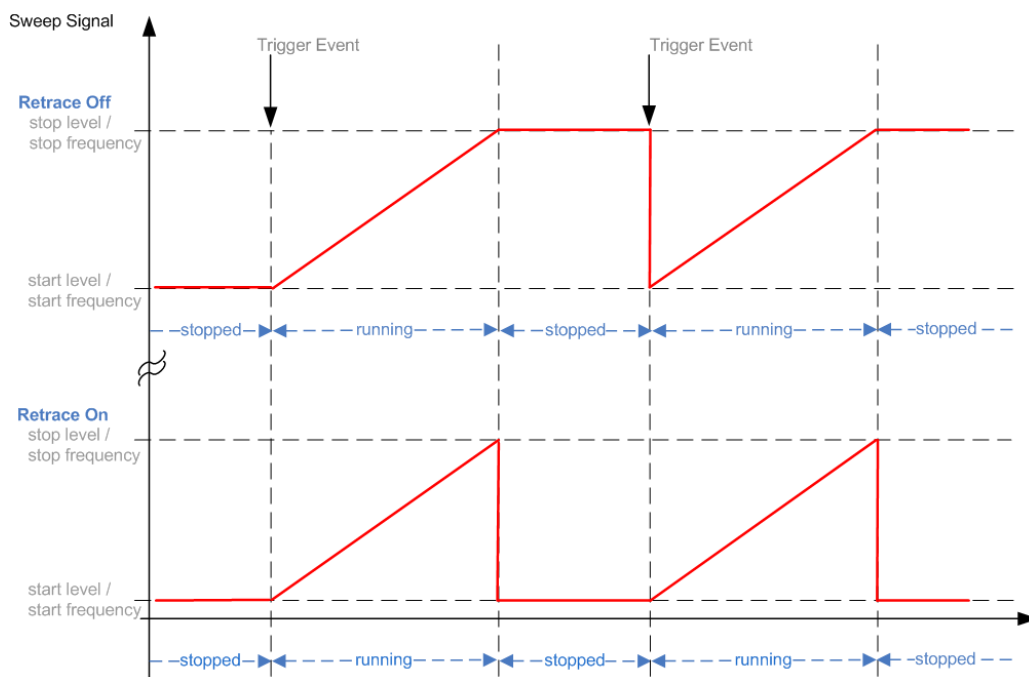 Sweep Signal
Trigger Event
Trigger Event
Retrace Off
stop level /
stop frequency
start level /
start frequency
stopped
running
stopped
running
stopped
Retrace On
stop level /
stop frequency
start level /
start frequency
stopped
running
stopped
running
stopped